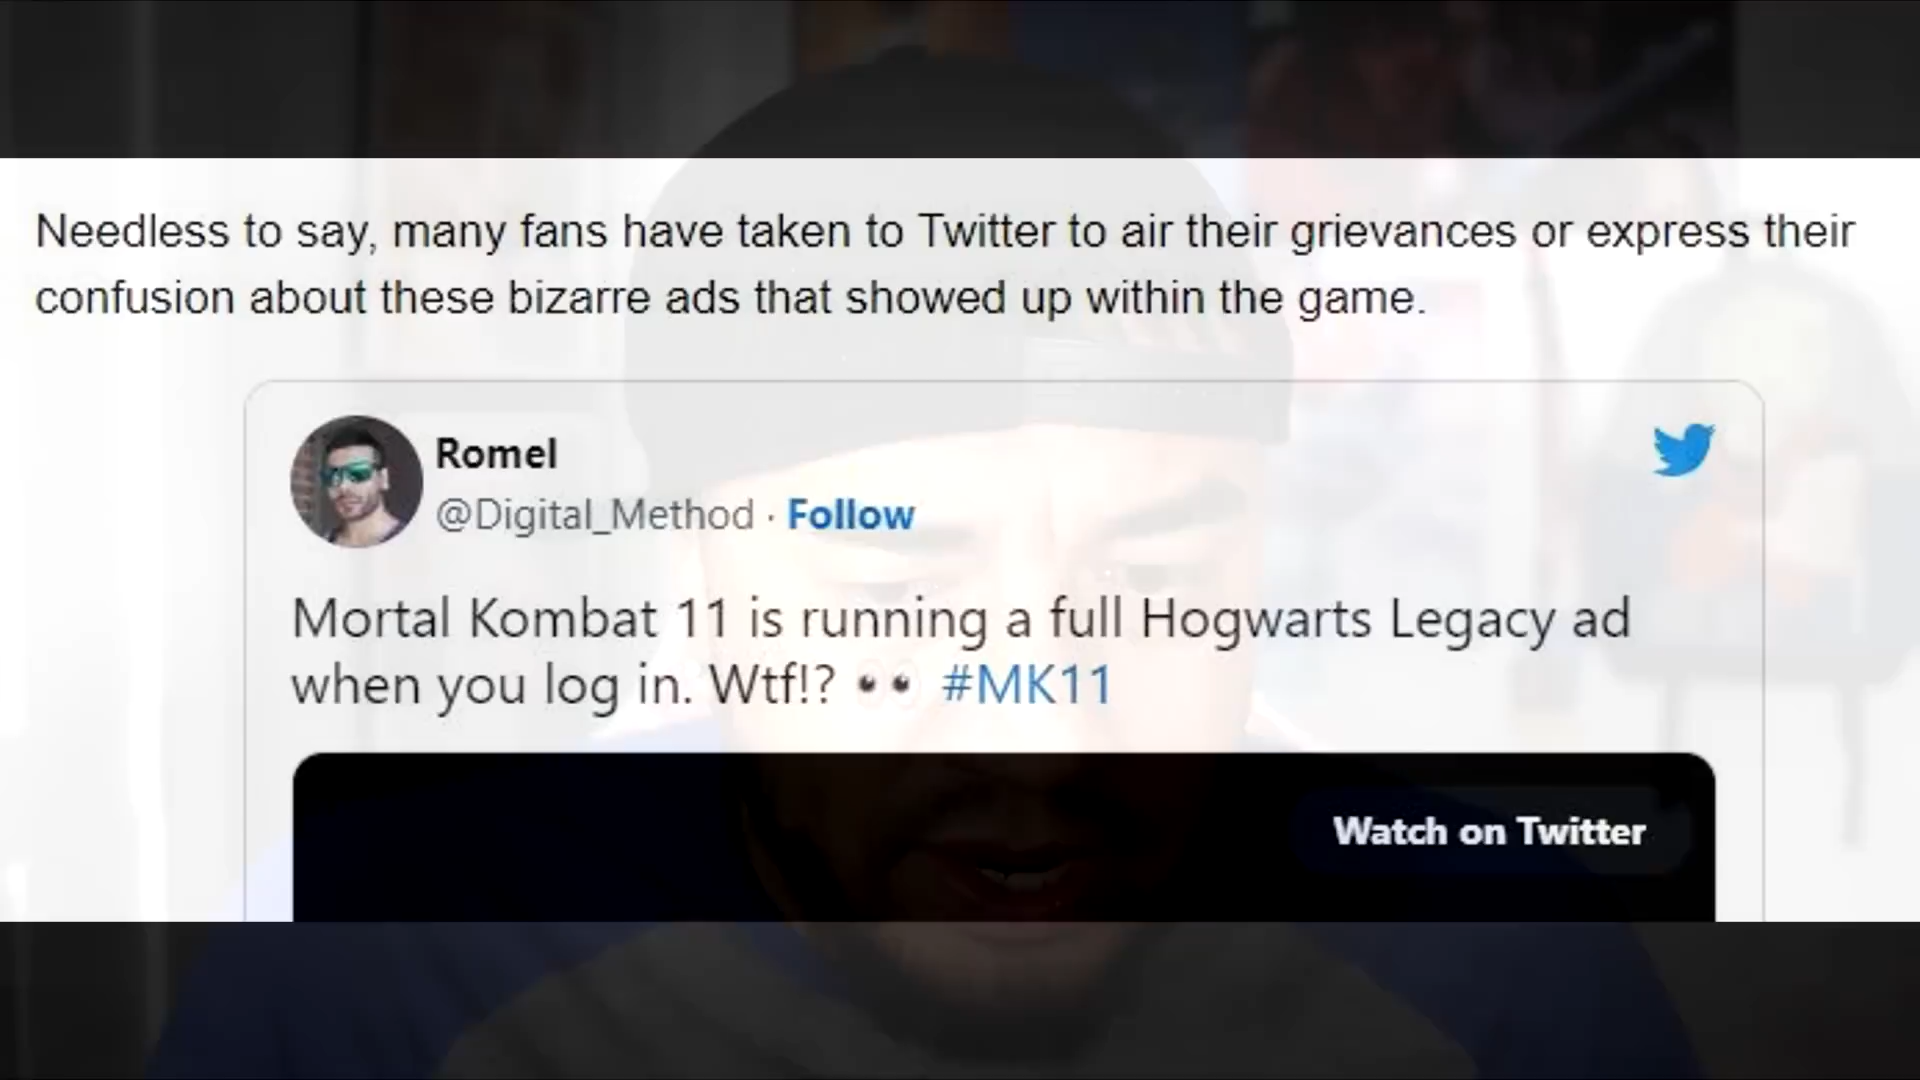 Needless to say, many fans have taken to Twitter to air their grievances or express their
confusion about these bizarre ads that showed up within the game.
Romel
@Digital_Method · Follow
Mortal Kombat 11 is running a full Hogwarts Legacy ad
when you log in. Wtf!? 👀 #MK11
Watch on Twitter